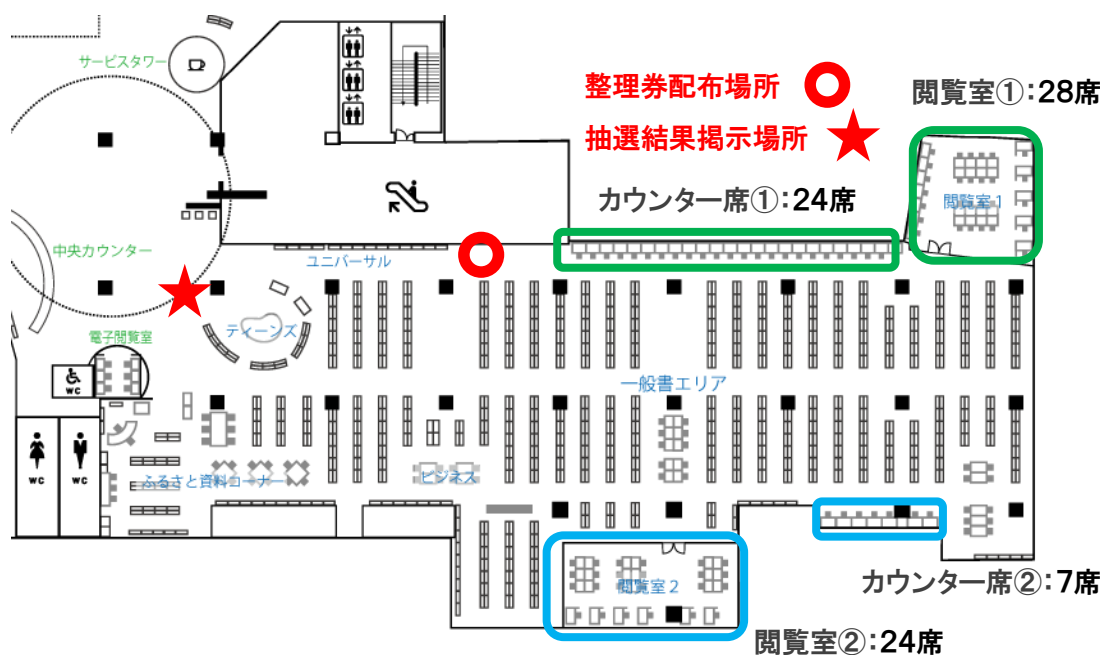 サービスタワー
整理券配布場所
閲覧室①：28席
抽選結果掲示場所
カウンター席①：24席
閲覧室１
中央カウンター
ユニバーサル
ティーンズ
電子閲覧室
WC
一般書エリア
WC
WC
ふるさと資料コーナー
ビジネス
カウンター席②：7席
閲覧室２
閲覧室②：24席